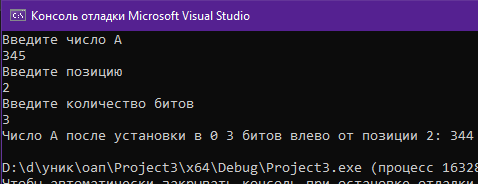 Консоль отладки Microsoft Visual Studio
Введите число А
345
Введите позицию
2
Введите количество битов
3
Число А после установки в 0 3 битов влево от позиции 2: 344
D:\d\уник\оап\Project3\x64\Debug\Project3.exe (процесс 16328
Чтобы автоматически закрывать консоль при остановке отладки